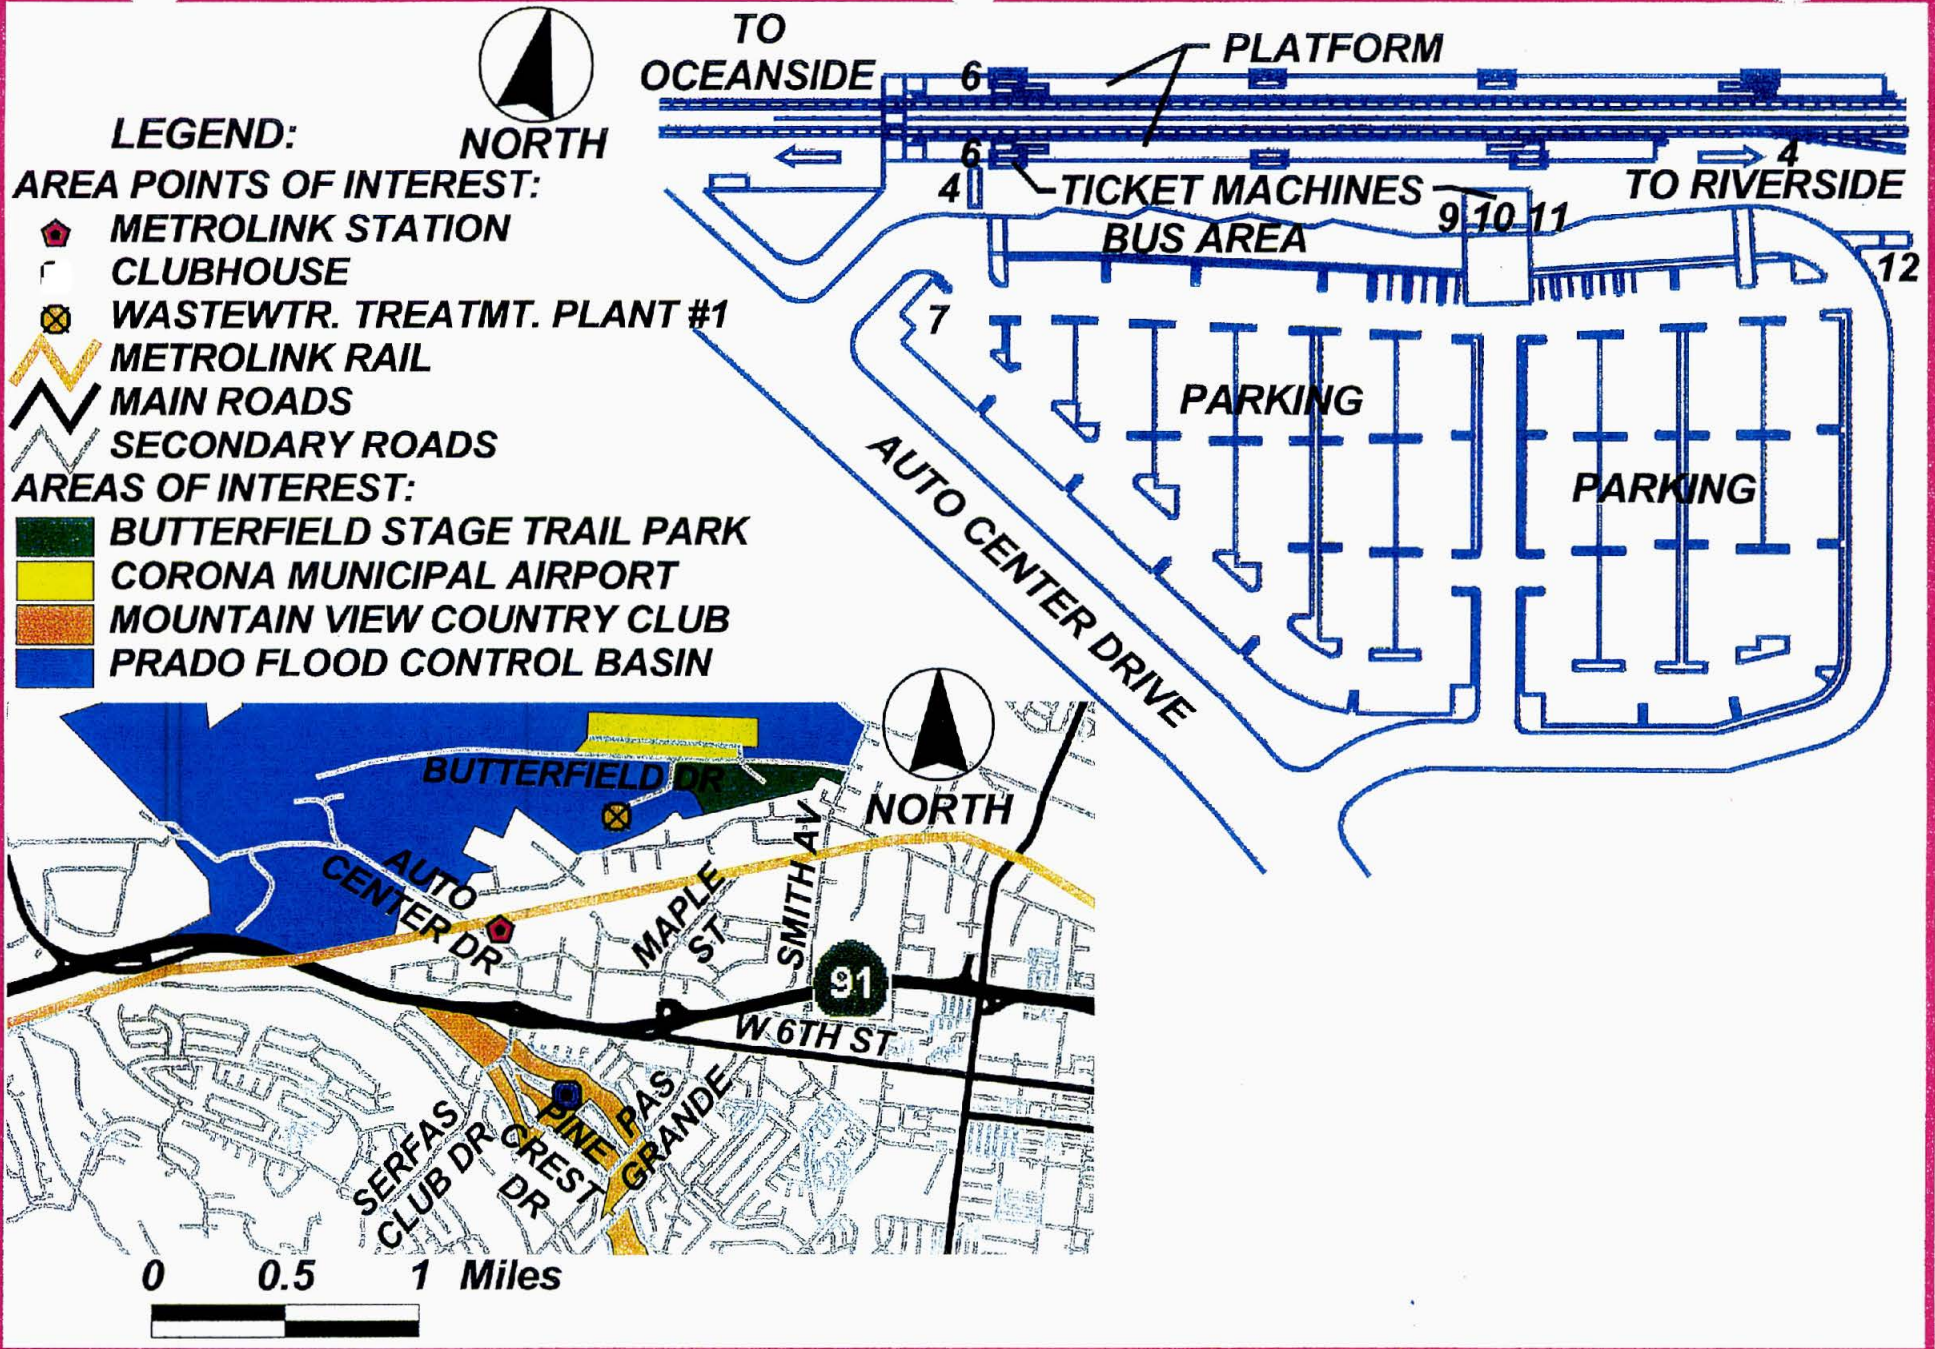 NORTH
LEGEND:
AREA POINTS OF INTEREST:
METROLINK STATION
CLUBHOUSE
WASTEWTR. TREATMT. PLANT #1
METROLINK RAIL
MAIN ROADS
SECONDARY ROADS
AREAS OF INTEREST:
BUTTERFIELD STAGE TRAIL PARK
CORONA MUNICIPAL AIRPORT
MOUNTAIN VIEW COUNTRY CLUB
PRADO FLOOD CONTROL BASIN
TO
OCEANSIDE
PLATFORM
6
6
4
4
TICKET MACHINES
TO RIVERSIDE
9 10 11
BUS AREA
12
7
PARKING
PARKING
AUTO CENTER DRIVE
NORTH
BUTTERFIELD DR
AUTO
CENTER DR
MAPLE
ST
SMITH AV
91
W 6TH ST
SERFAS
CLUB DR
PINE
CREST
DR
PAS
GRANDE
0 0.5 1 Miles